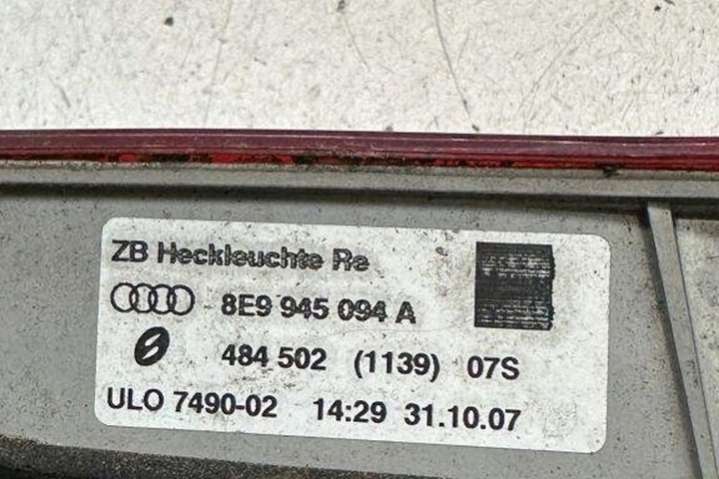 ZB Heckleuchte Re
8E9 945 094 A
484 502 (1139) 07S
ULO 7490-02 14:29 31.10.07